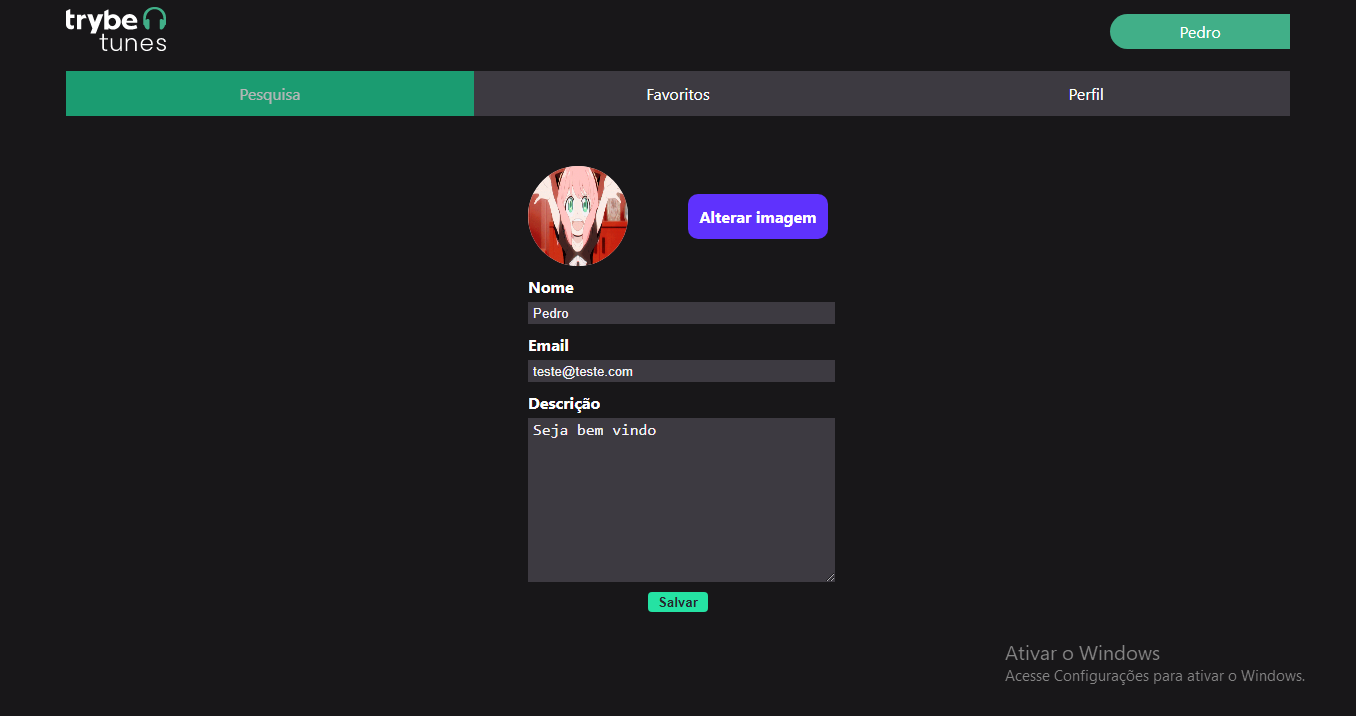 trybe
tunes
Pedro
Pesquisa
Favoritos
Perfil
Alterar imagem
Nome
Pedro
Email
teste@teste.com
Descrição
Seja bem vindo
Salvar
Ativar o Windows
Acesse Configurações para ativar o Windows.